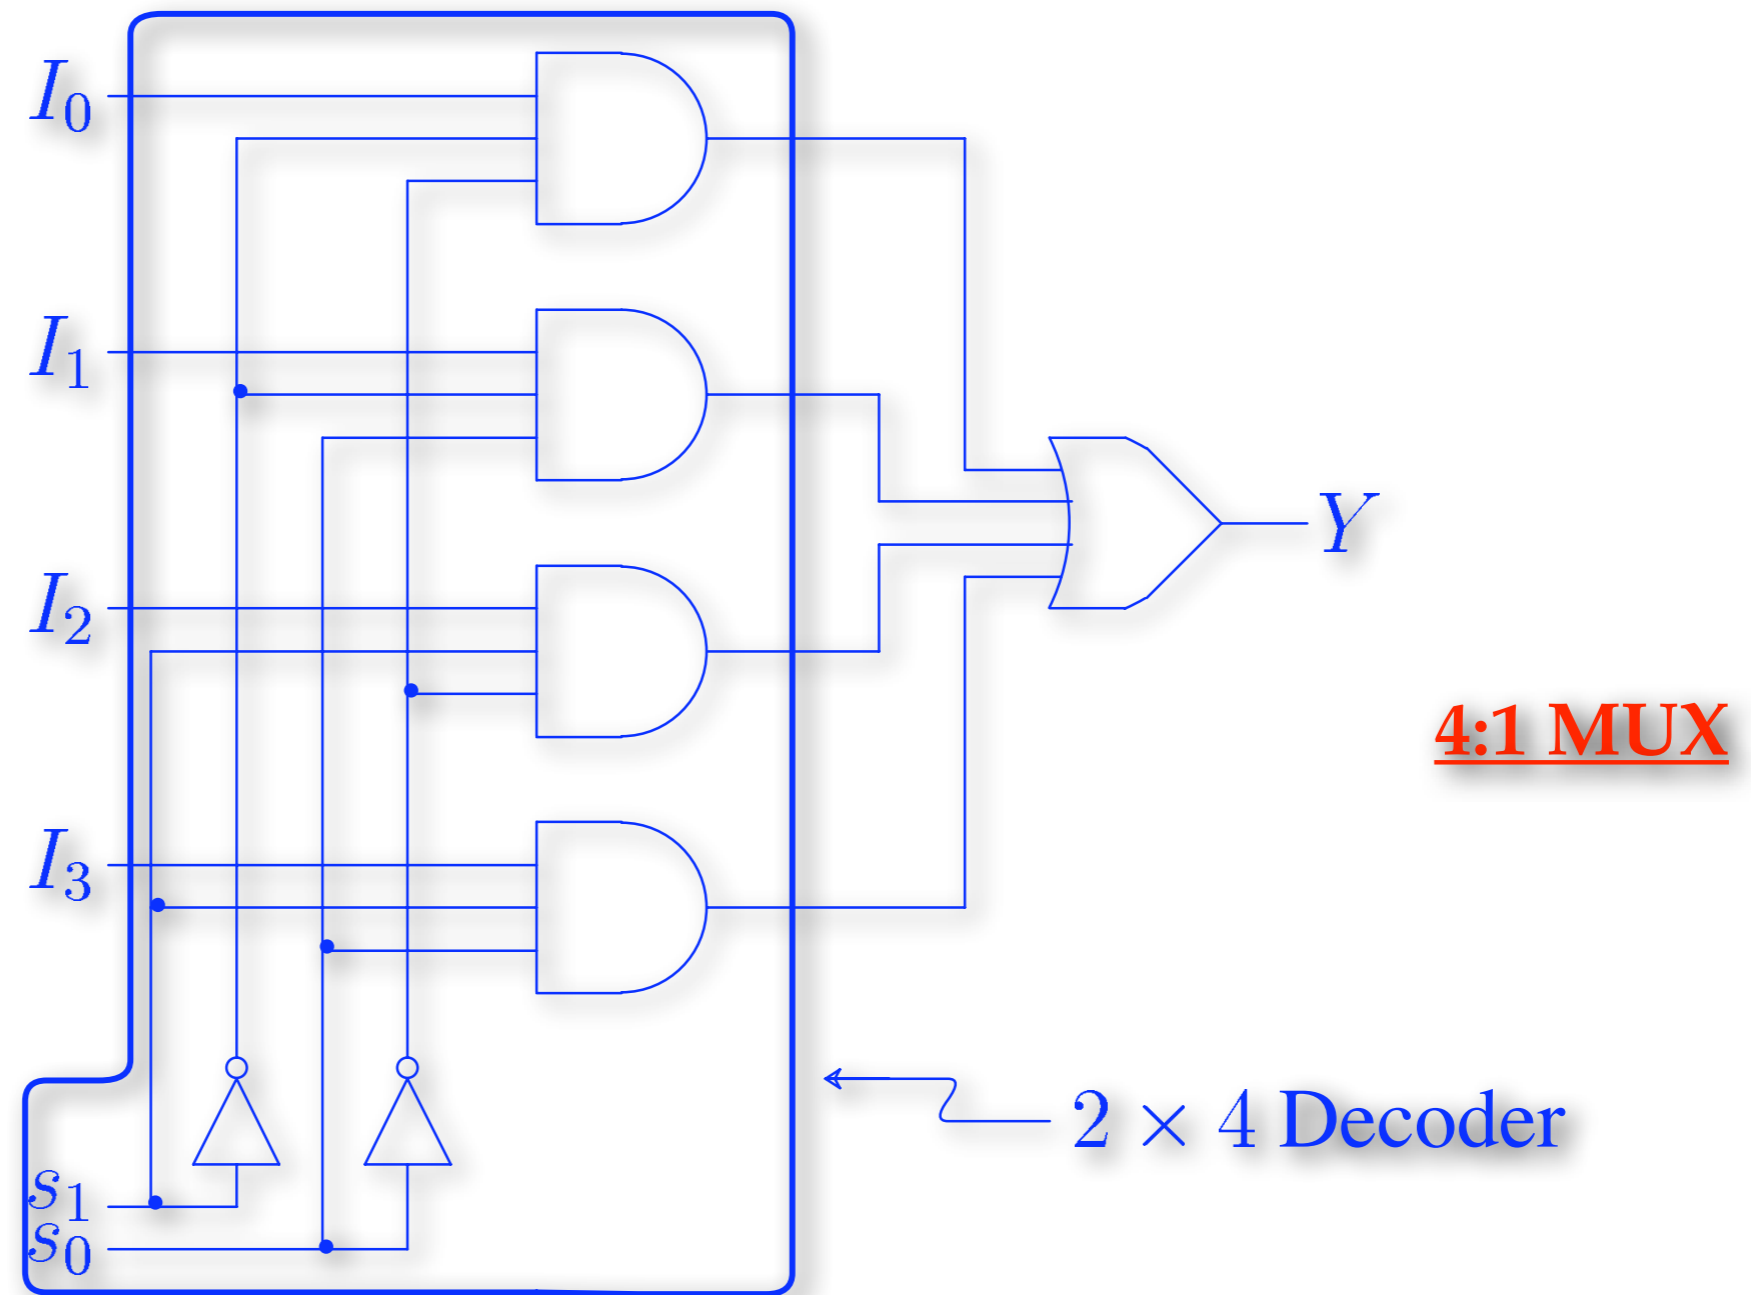 I₀
I₁
I₂
Y
4:1 MUX
I₃
2 × 4 Decoder
s₁
s₀